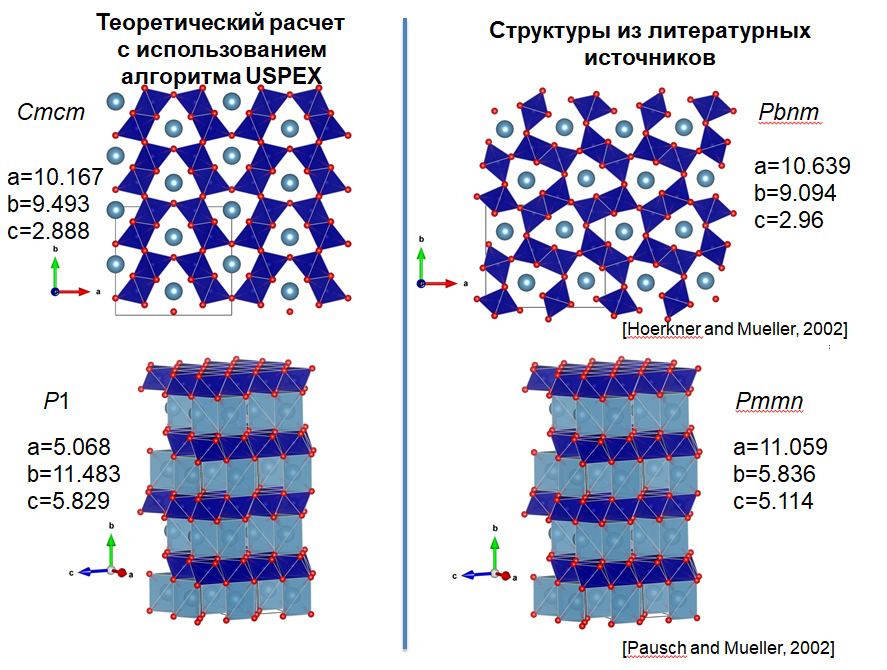 Теоретический расчет
с использованием
алгоритма USPEX
Структуры из литературных
источников
Cmcm
a=10.167
b=9.493
c=2.888
b
a
Pbnm
a=10.639
b=9.094
c=2.96
b
a
[Hoerkner and Mueller, 2002]
P1
a=5.068
b=11.483
c=5.829
b
c
a
Pmmn
a=11.059
b=5.836
c=5.114
b
c
a
[Pausch and Mueller, 2002]